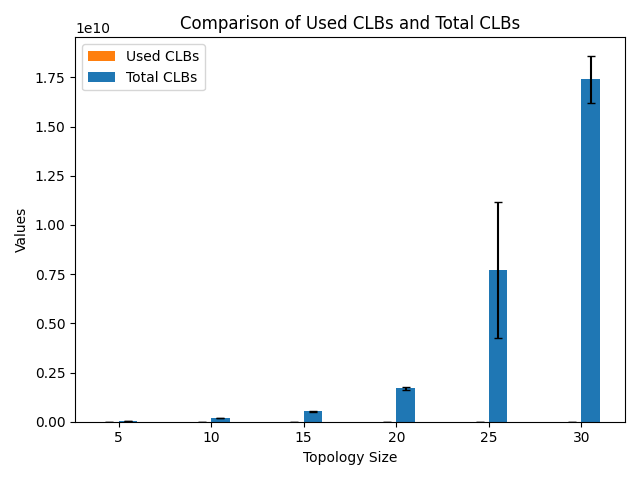 Comparison of Used CLBs and Total CLBs
1e10
Used CLBs
Total CLBs
1.75
1.50
1.25
1.00
0.75
0.50
0.25
0.00
Values
5 10 15 20 25 30
Topology Size